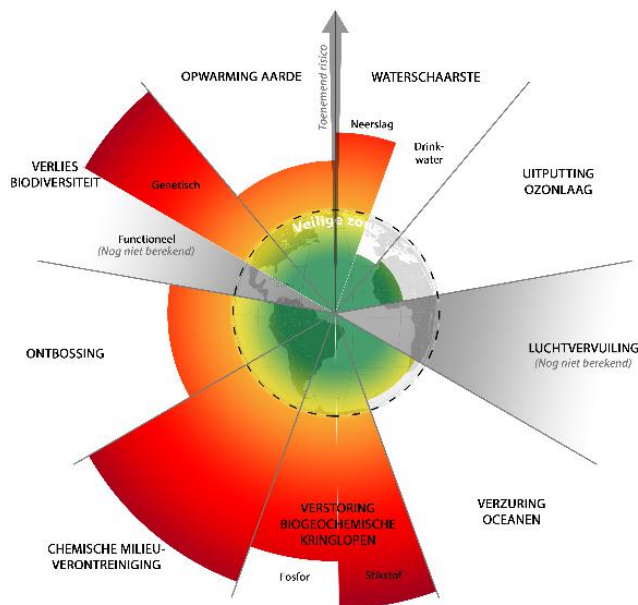 OPWARMING AARDE
Toenemend risico
WATERSCHAARSTE
Neerslag
Drink-
water
UITPUTTING
OZONLAAG
VERLIES
BIODIVERSITEIT
Genetisch
Functioneel
(Nog niet berekend)
Veilige zone
ONTBOSSING
LUCHTVERVUILING
(Nog niet berekend)
VERZURING
OCEANEN
VERSTORING
BIOGEOCHEMISCHE
KRINGLOPEN
CHEMISCHE MILIEU-
VERONTREINIGING
Fosfor
Stikstof